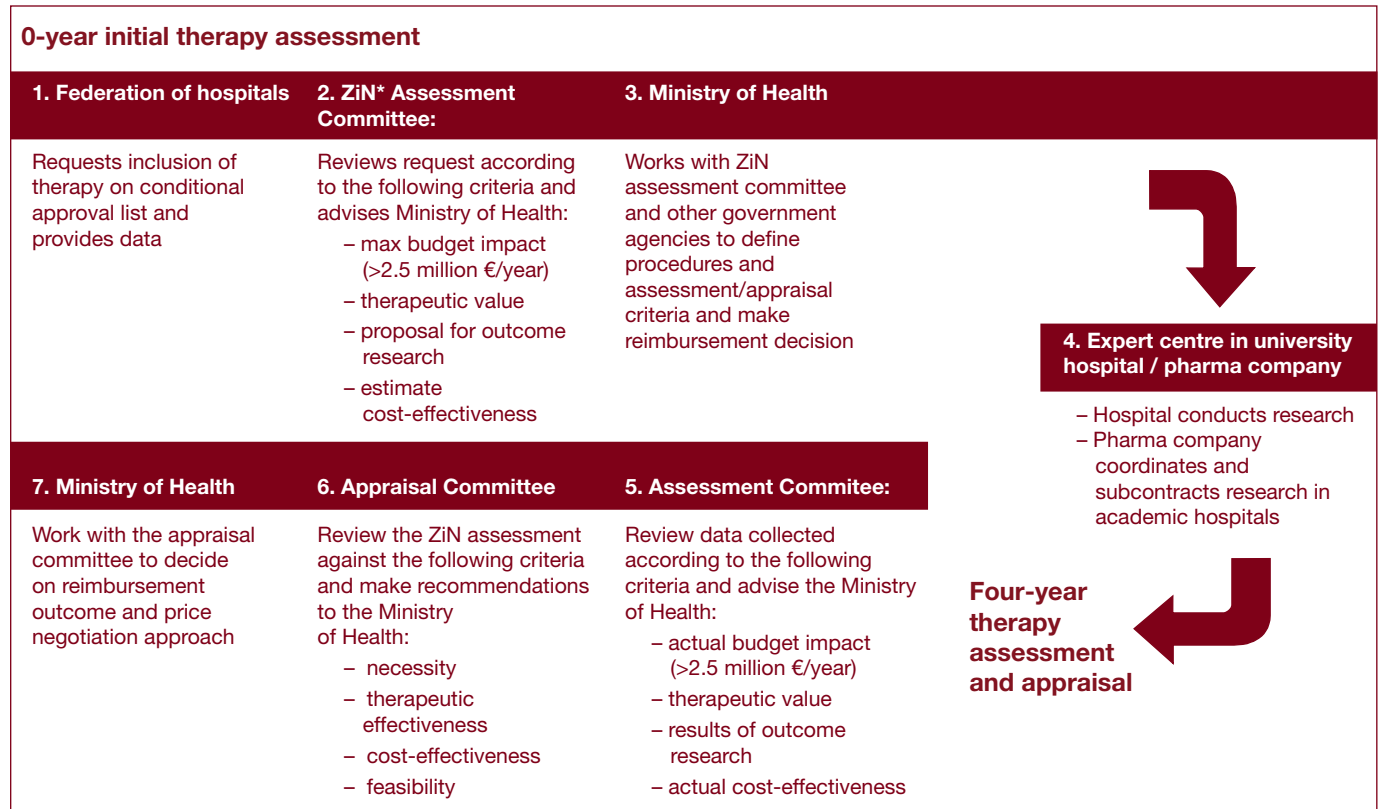 0-year initial therapy assessment
1. Federation of hospitals
2. ZiN* Assessment
Committee:
3. Ministry of Health
Requests inclusion of
therapy on conditional
approval list and
provides data
Reviews request according
to the following criteria and
advises Ministry of Health:
– max budget impact
(>2.5 million €/year)
– therapeutic value
– proposal for outcome
research
– estimate
cost-effectiveness
Works with ZiN
assessment committee
and other government
agencies to define
procedures and
assessment/appraisal
criteria and make
reimbursement decision
4. Expert centre in university
hospital / pharma company
– Hospital conducts research
– Pharma company
coordinates and
subcontracts research in
academic hospitals
Four-year
therapy
assessment
and appraisal
5. Assessment Commitee:
Review data collected
according to the following
criteria and advise the Ministry
of Health:
– actual budget impact
(>2.5 million €/year)
– therapeutic value
– results of outcome
research
– actual cost-effectiveness
6. Appraisal Committee
Review the ZiN assessment
against the following criteria
and make recommendations
to the Ministry
of Health:
– necessity
– therapeutic
effectiveness
– cost-effectiveness
– feasibility
7. Ministry of Health
Work with the appraisal
committee to decide
on reimbursement
outcome and price
negotiation approach